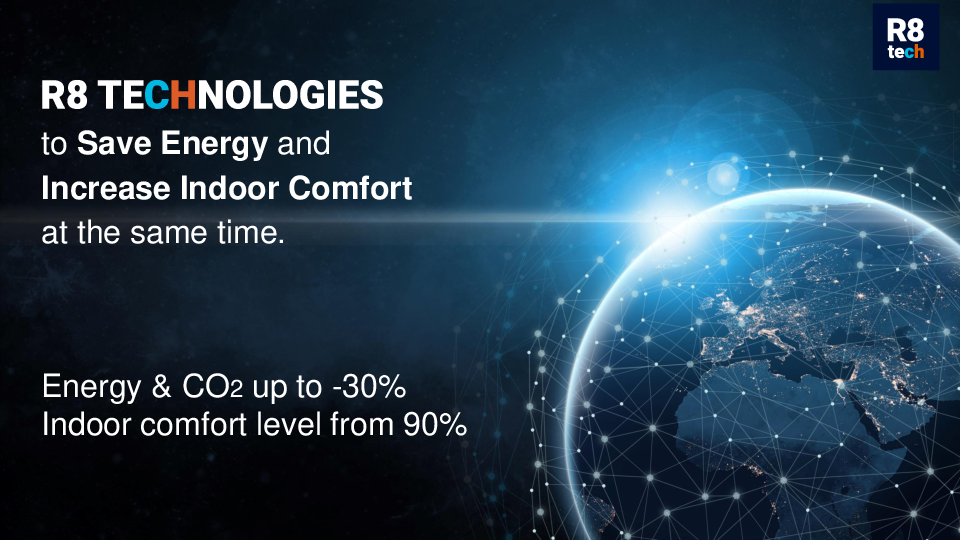 R8
tech
R8 TECHNOLOGIES
to Save Energy and
Increase Indoor Comfort
at the same time.
Energy & CO2 up to -30%
Indoor comfort level from 90%